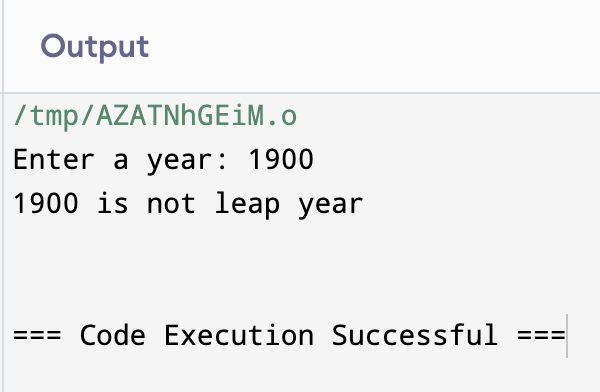 Output
/tmp/AZATNhGEiM.o
Enter a year: 1900
1900 is not leap year
=== Code Execution Successful ===